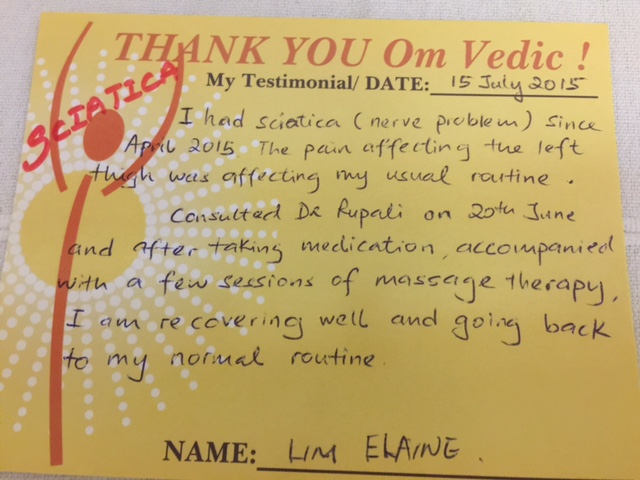 THANK YOU Om Vedic !
SCIATICA
My Testimonial/ DATE: 15 July 2015
I had sciatica (nerve problem) since
April 2015. The pain affecting the left
thigh was affecting my usual routine.
Consulted Dr Rupali on 20th June
and after taking medication, accompanied
with a few sessions of massage therapy,
I am recovering well and going back
to my normal routine.
NAME: LIM ELAINE.